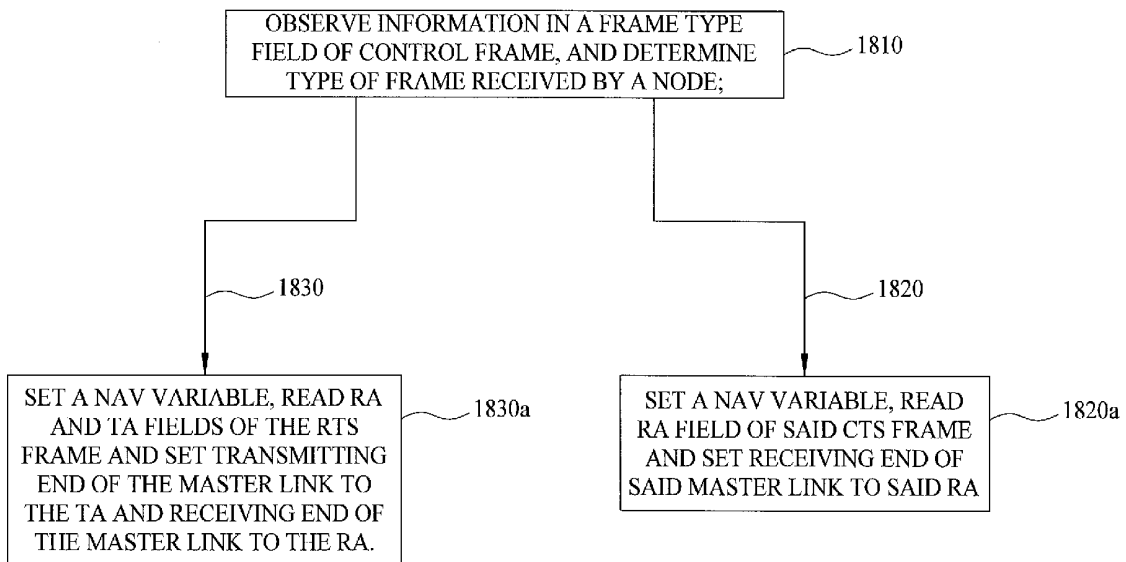 OBSERVE INFORMATION IN A FRAME TYPE
FIELD OF CONTROL FRAME, AND DETERMINE
TYPE OF FRAME RECEIVED BY A NODE;
1810
1830
1820
SET A NAV VARIABLE, READ RA
AND TA FIELDS OF THE RTS
FRAME AND SET TRANSMITTING
END OF THE MASTER LINK TO
THE TA AND RECEIVING END OF
THE MASTER LINK TO THE RA.
1830a
SET A NAV VARIABLE, READ
RA FIELD OF SAID CTS FRAME
AND SET RECEIVING END OF
SAID MASTER LINK TO SAID RA
1820a